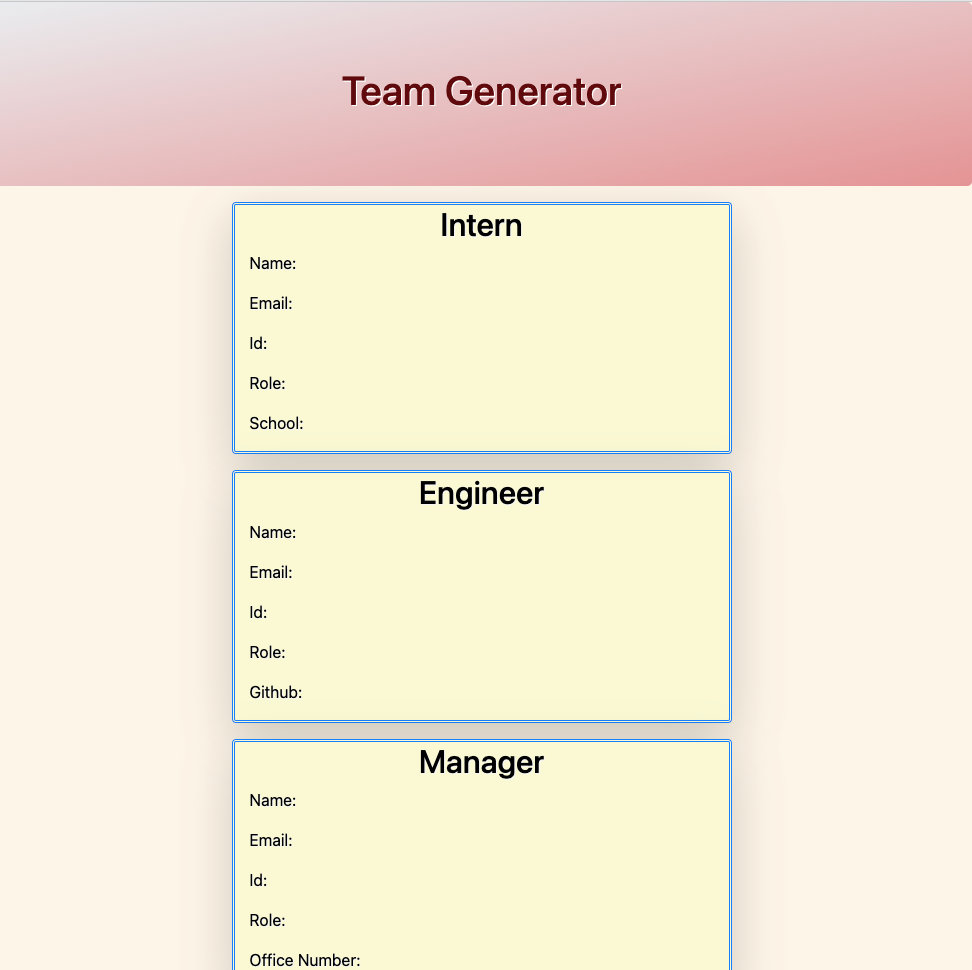 Team Generator
Intern
Name:
Email:
Id:
Role:
School:
Engineer
Name:
Email:
Id:
Role:
Github:
Manager
Name:
Email:
Id:
Role:
Office Number: